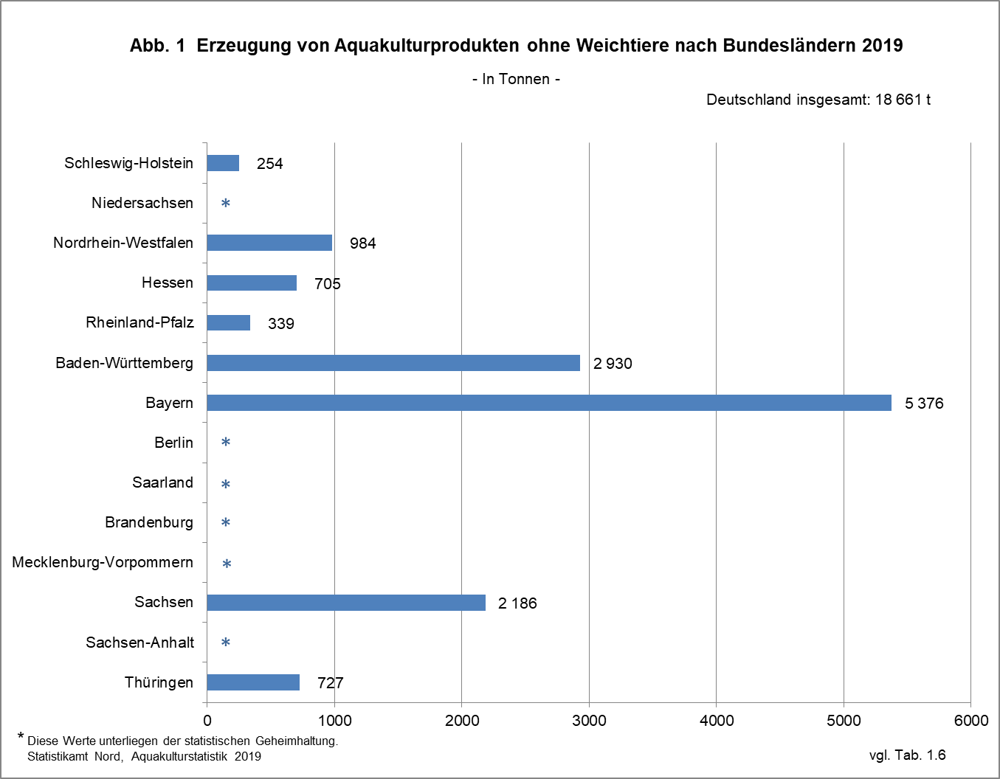 Abb. 1 Erzeugung von Aquakulturprodukten ohne Weichtiere nach Bundesländern 2019
- In Tonnen -
Deutschland insgesamt: 18 661 t
Schleswig-Holstein 254
Niedersachsen *
Nordrhein-Westfalen 984
Hessen 705
Rheinland-Pfalz 339
Baden-Württemberg 2 930
Bayern 5 376
Berlin *
Saarland *
Brandenburg *
Mecklenburg-Vorpommern *
Sachsen 2 186
Sachsen-Anhalt *
Thüringen 727
0 1000 2000 3000 4000 5000 6000
* Diese Werte unterliegen der statistischen Geheimhaltung.
Statistikamt Nord, Aquakulturstatistik 2019
vgl. Tab. 1.6